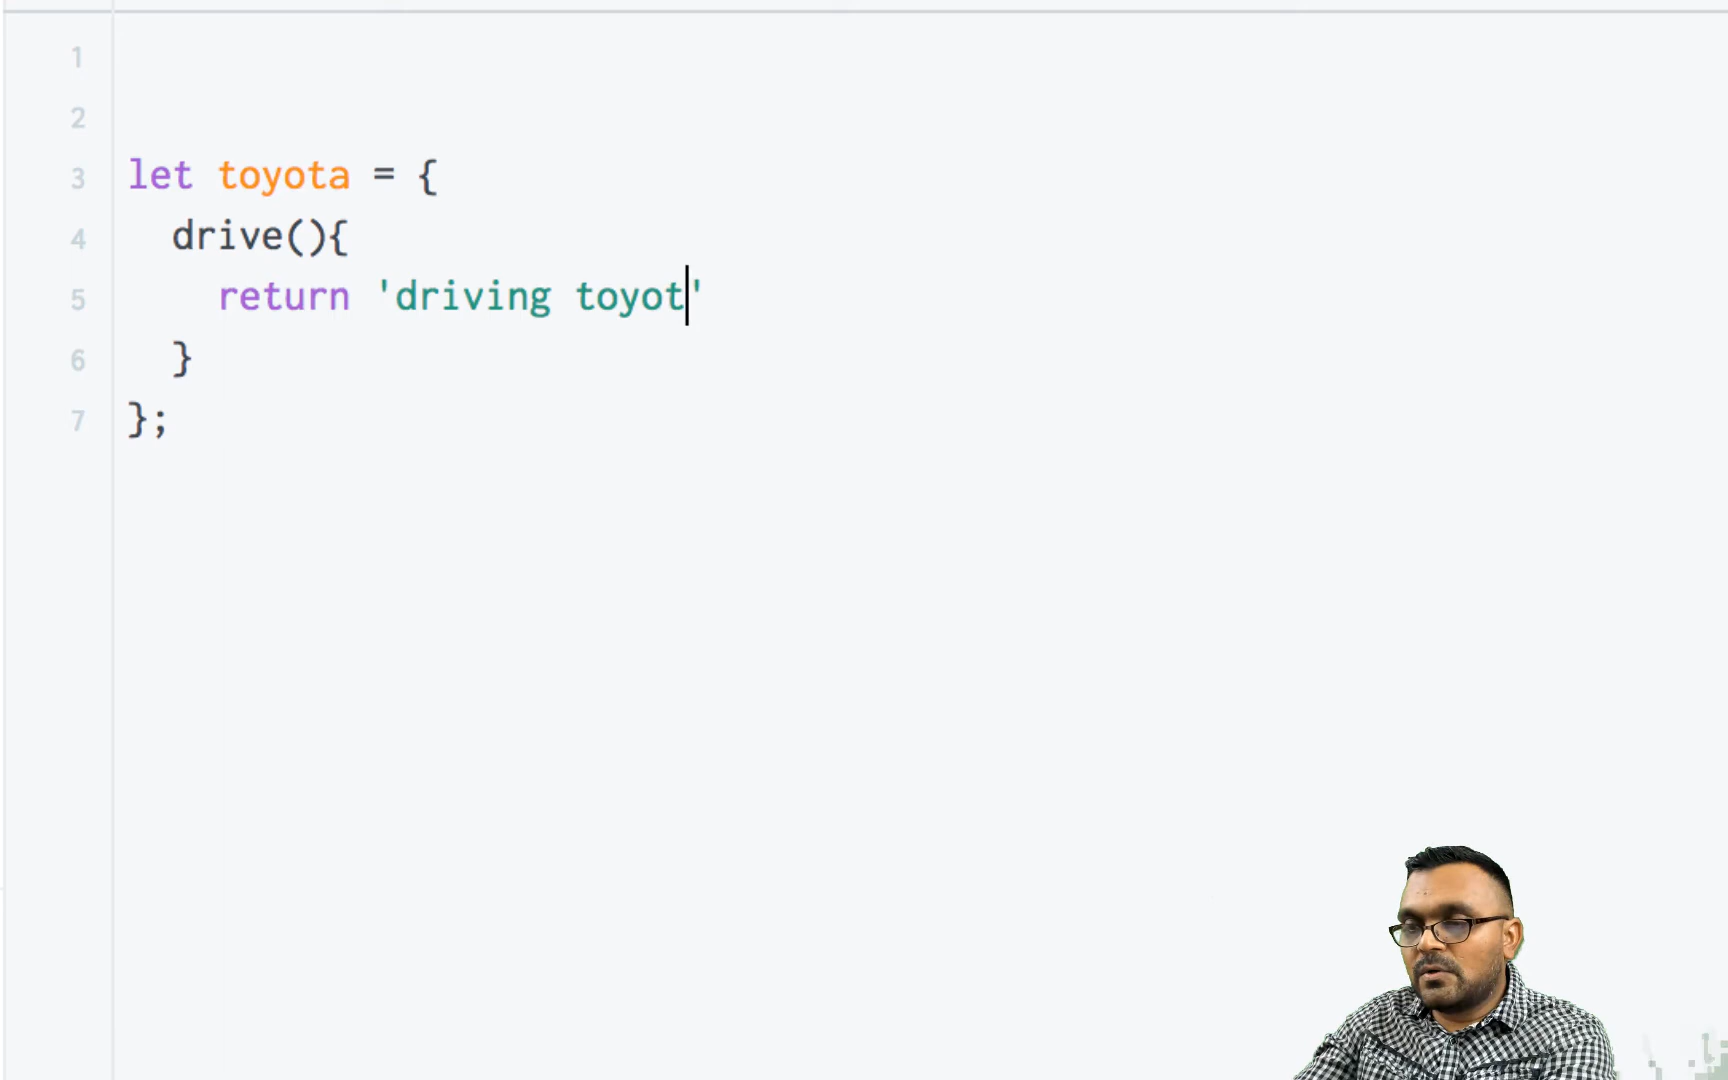 1
2
3 let toyota = {
4 drive(){
5 return 'driving toyot'
6 }
7 };